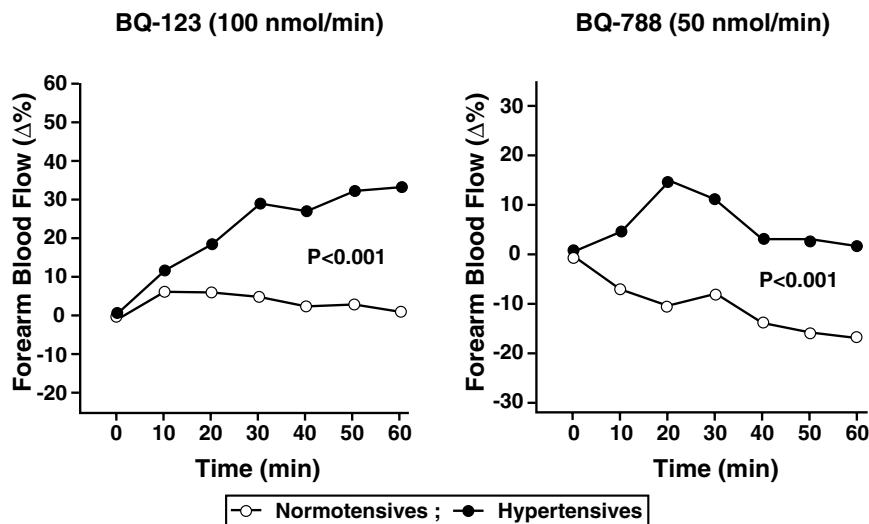 BQ-123 (100 nmol/min)
60
50
40
30
20
10
0
-10
-20
Forearm Blood Flow (Δ%)
P<0.001
0 10 20 30 40 50 60
Time (min)
BQ-788 (50 nmol/min)
30
20
10
0
-10
-20
-30
Forearm Blood Flow (Δ%)
P<0.001
0 10 20 30 40 50 60
Time (min)
Normotensives ; Hypertensives